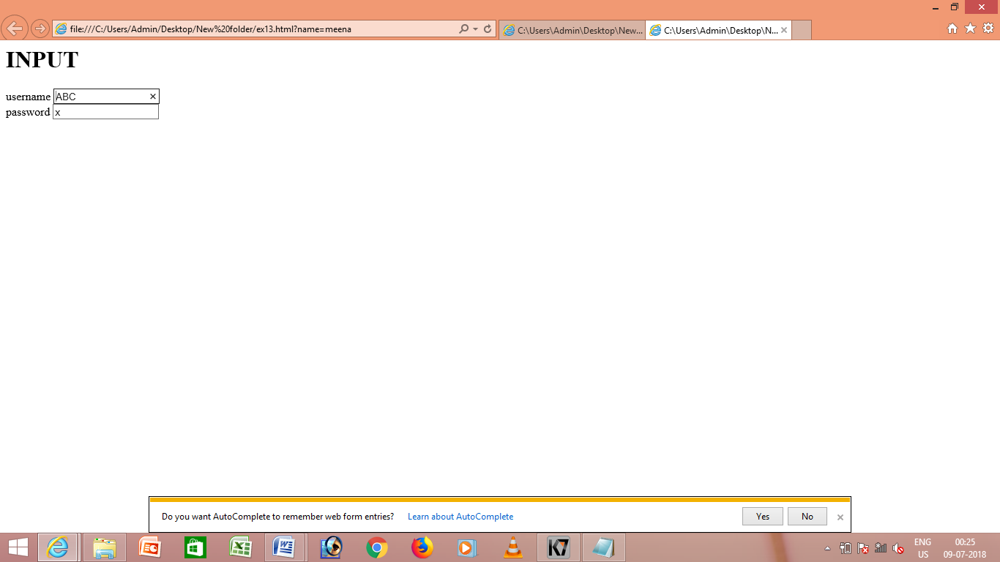 file:///C:/Users/Admin/Desktop/New%20folder/ex13.html?name=meena
C:\Users\Admin\Desktop\New...
C:\Users\Admin\Desktop\N...
INPUT
username ABC
password x
Do you want AutoComplete to remember web form entries? Learn about AutoComplete Yes No
K7
ENG 00:25
US 09-07-2018